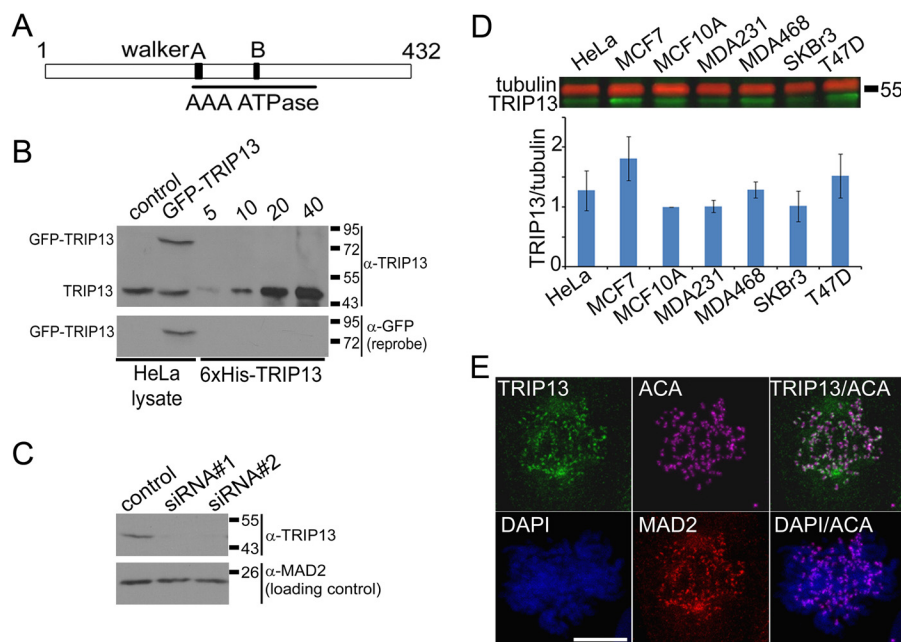 A
1 walker A B 432
AAA ATPase
B
control GFP-TRIP13 5 10 20 40
GFP-TRIP13
TRIP13
95
72
55
43
α-TRIP13
GFP-TRIP13
95
72
α-GFP
(reprobe)
HeLa
lysate
6xHis-TRIP13
C
control siRNA#1 siRNA#2
55
43
α-TRIP13
26
α-MAD2
(loading control)
D
HeLa MCF7 MCF10A MDA231 MDA468 SKBr3 T47D
tubulin
TRIP13
55
TRIP13/tubulin
2
1
0
HeLa MCF7 MCF10A MDA231 MDA468 SKBr3 T47D
E
TRIP13 ACA TRIP13/ACA
DAPI MAD2 DAPI/ACA